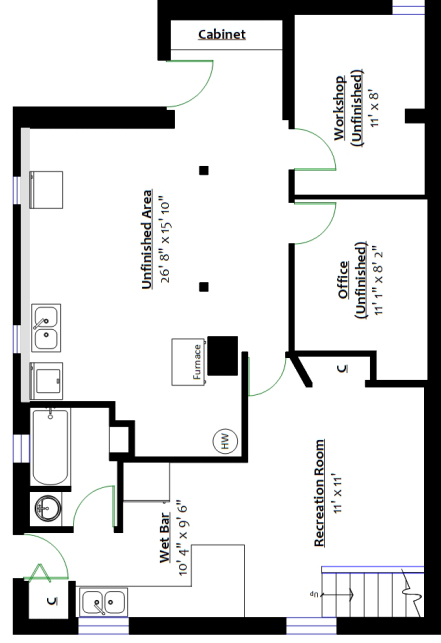 Cabinet
Workshop
(Unfinished)
11' x 8'
Unfinished Area
26' 8" x 15' 10"
Office
(Unfinished)
11' 1" x 8' 2"
Furnace
C
HW
Recreation Room
11' x 11'
Wet Bar
10' 4" x 9' 6"
C